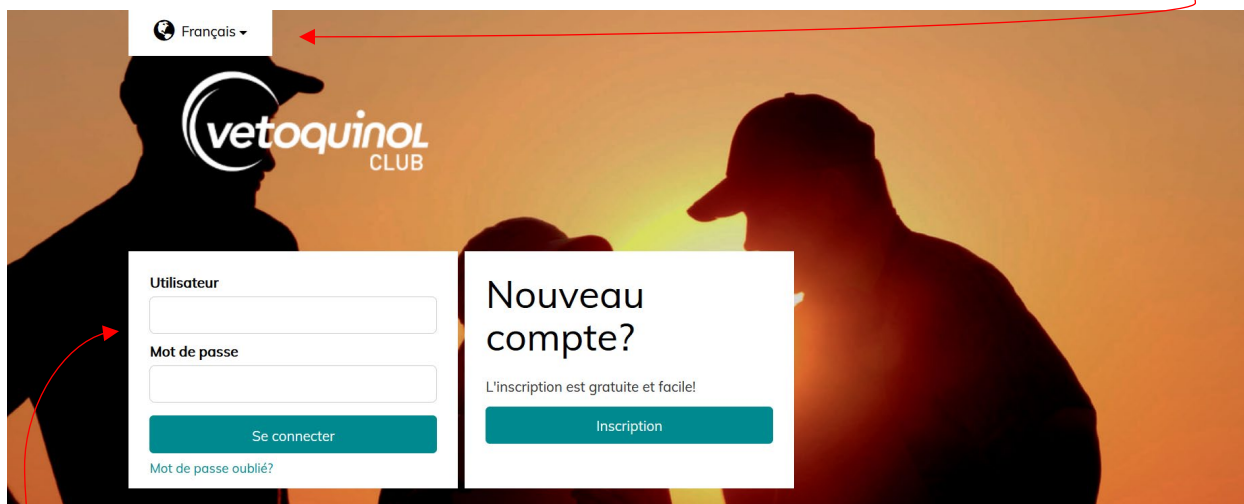 Français
vetoquinol
CLUB
Utilisateur
Mot de passe
Se connecter
Mot de passe oublié?
Nouveau
compte?
L'inscription est gratuite et facile!
Inscription